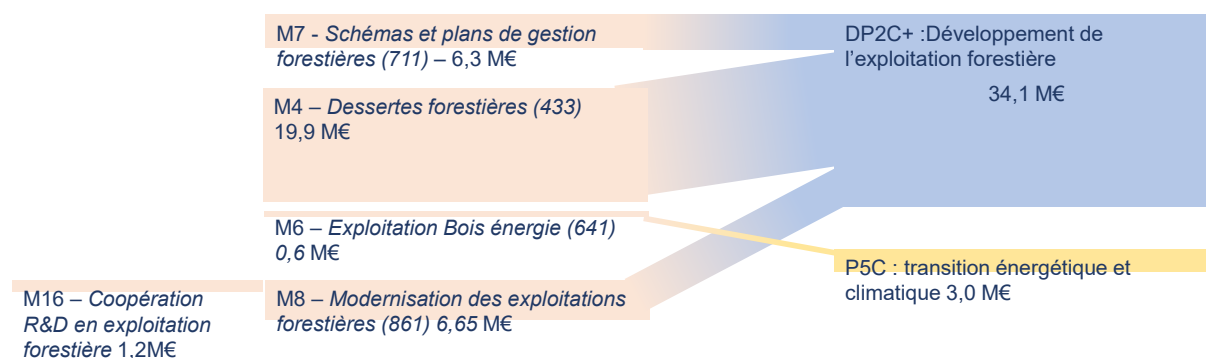 M7 - Schémas et plans de gestion
forestières (711) – 6,3 M€
DP2C+ :Développement de
l’exploitation forestière
34,1 M€
M4 – Dessertes forestières (433)
19,9 M€
M6 – Exploitation Bois énergie (641)
0,6 M€
P5C : transition énergétique et
climatique 3,0 M€
M16 – Coopération
R&D en exploitation
forestière 1,2M€
M8 – Modernisation des exploitations
forestières (861) 6,65 M€